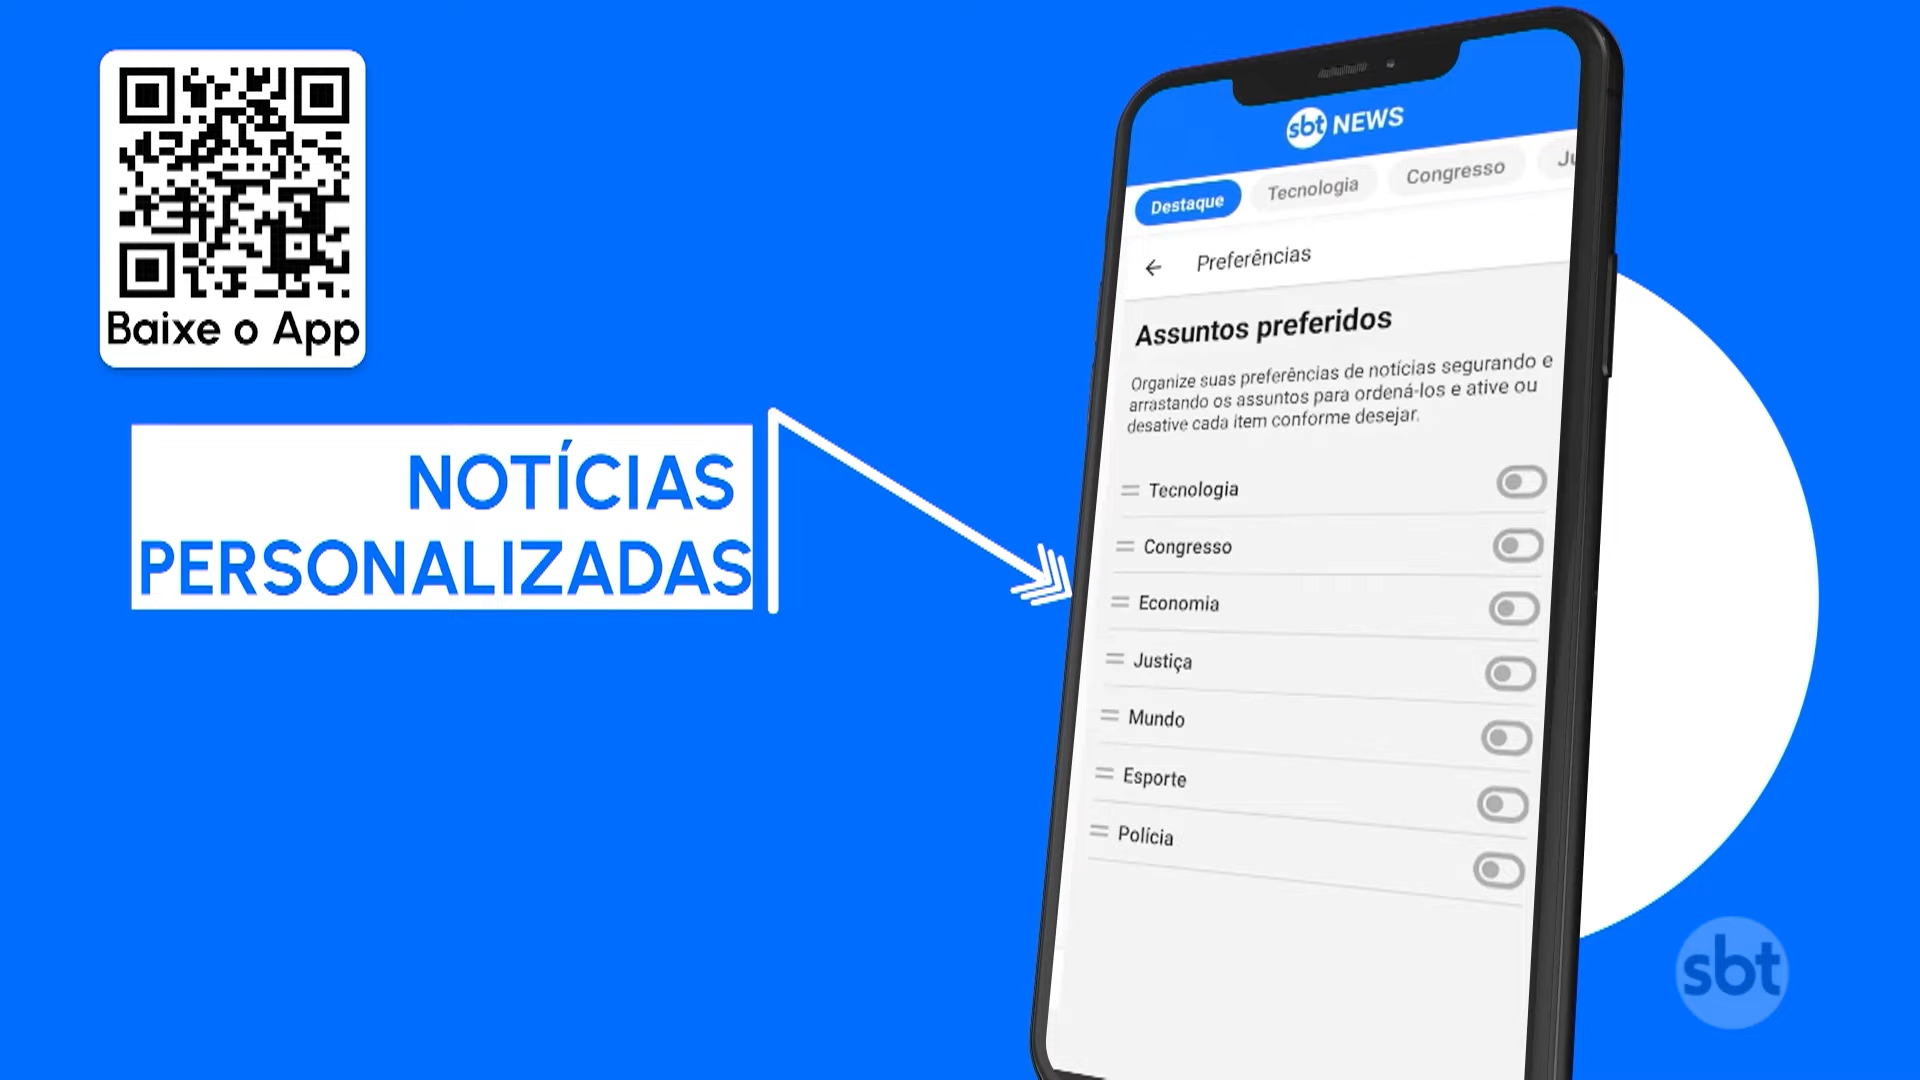 Baixe o App
NOTÍCIAS
PERSONALIZADAS
sbt NEWS
Destaque
Tecnologia
Congresso
Preferências
Assuntos preferidos
Organize suas preferências de notícias segurando e
arrastando os assuntos para ordená-los e ative ou
desative cada item conforme desejar.
Tecnologia
Congresso
Economia
Justiça
Mundo
Esporte
Polícia
sbt